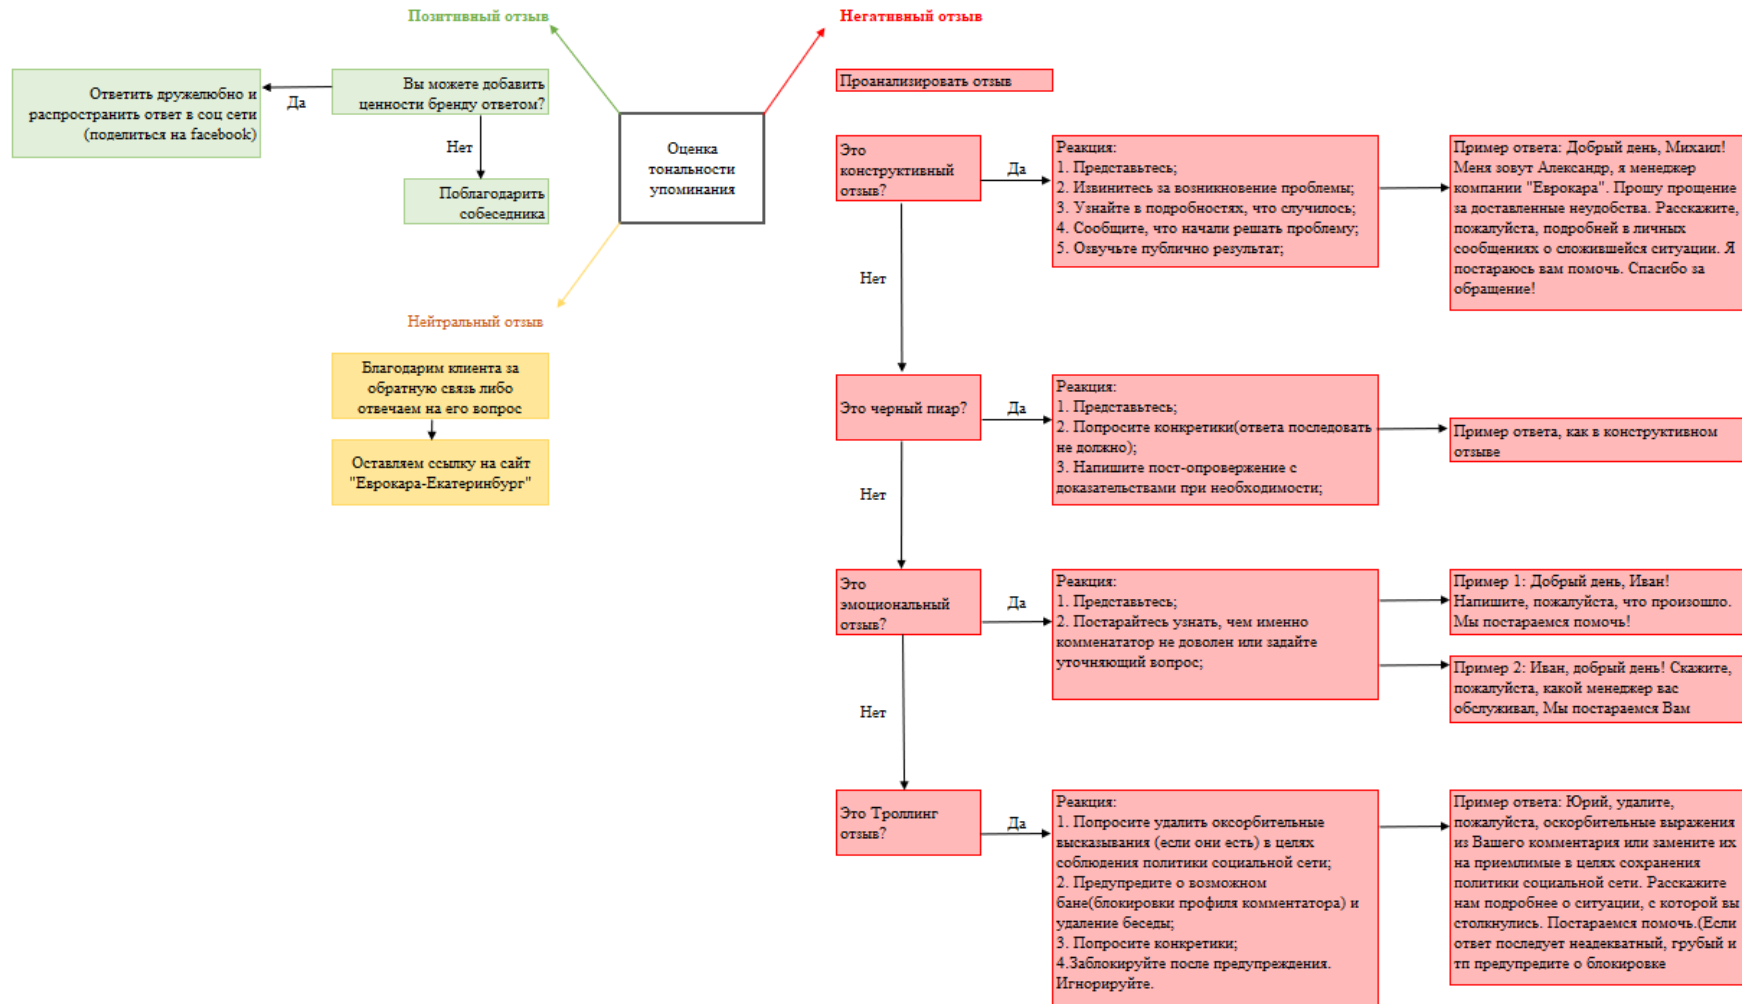 Позитивный отзыв
Негативный отзыв
Ответить дружелюбно и
распространить ответ в соц сети
(поделиться на facebook)
Да
Вы можете добавить
ценности бренду ответом?
Нет
Поблагодарить
собеседника
Оценка
тональности
упоминания
Нейтральный отзыв
Благодарим клиента за
обратную связь либо
отвечаем на его вопрос
Оставляем ссылку на сайт
"Еврокара-Екатеринбург"
Проанализировать отзыв
Это
конструктивный
отзыв?
Да
Реакция:
1. Представьтесь;
2. Извинитесь за возникновение проблемы;
3. Узнайте в подробностях, что случилось;
4. Сообщите, что начали решать проблему;
5. Озвучьте публично результат;
Пример ответа: Добрый день, Михаил!
Меня зовут Александр, я менеджер
компании "Еврокара". Прошу прощение
за доставленные неудобства. Расскажите,
пожалуйста, подробней в личных
сообщениях о сложившейся ситуации. Я
постараюсь вам помочь. Спасибо за
обращение!
Нет
Это черный пиар?
Да
Реакция:
1. Представьтесь;
2. Попросите конкретики(ответа последовать
не должно);
3. Напишите пост-опровержение с
доказательствами при необходимости;
Пример ответа, как в конструктивном
отзыве
Нет
Это
эмоциональный
отзыв?
Да
Реакция:
1. Представьтесь;
2. Постарайтесь узнать, чем именно
комменататор не доволен или задайте
уточняющий вопрос;
Пример 1: Добрый день, Иван!
Напишите, пожалуйста, что произошло.
Мы постараемся помочь!
Пример 2: Иван, добрый день! Скажите,
пожалуйста, какой менеджер вас
обслуживал, Мы постараемся Вам
Нет
Это Троллинг
отзыв?
Да
Реакция:
1. Попросите удалить оксорбительные
высказывания (если они есть) в целях
соблюдения политики социальной сети;
2. Предупредите о возможном
бане(блокировки профиля комментатора) и
удаление беседы;
3. Попросите конкретики;
4.Заблокируйте после предупреждения.
Игнорируйте.
Пример ответа: Юрий, удалите,
пожалуйста, оскорбительные выражения
из Вашего комментария или замените их
на приемлимые в целях сохранения
политики социальной сети. Расскажите
нам подробнее о ситуации, с которой вы
столкнулись. Постараемся помочь.(Если
ответ последует неадекватный, грубый и
тп предупредите о блокировке